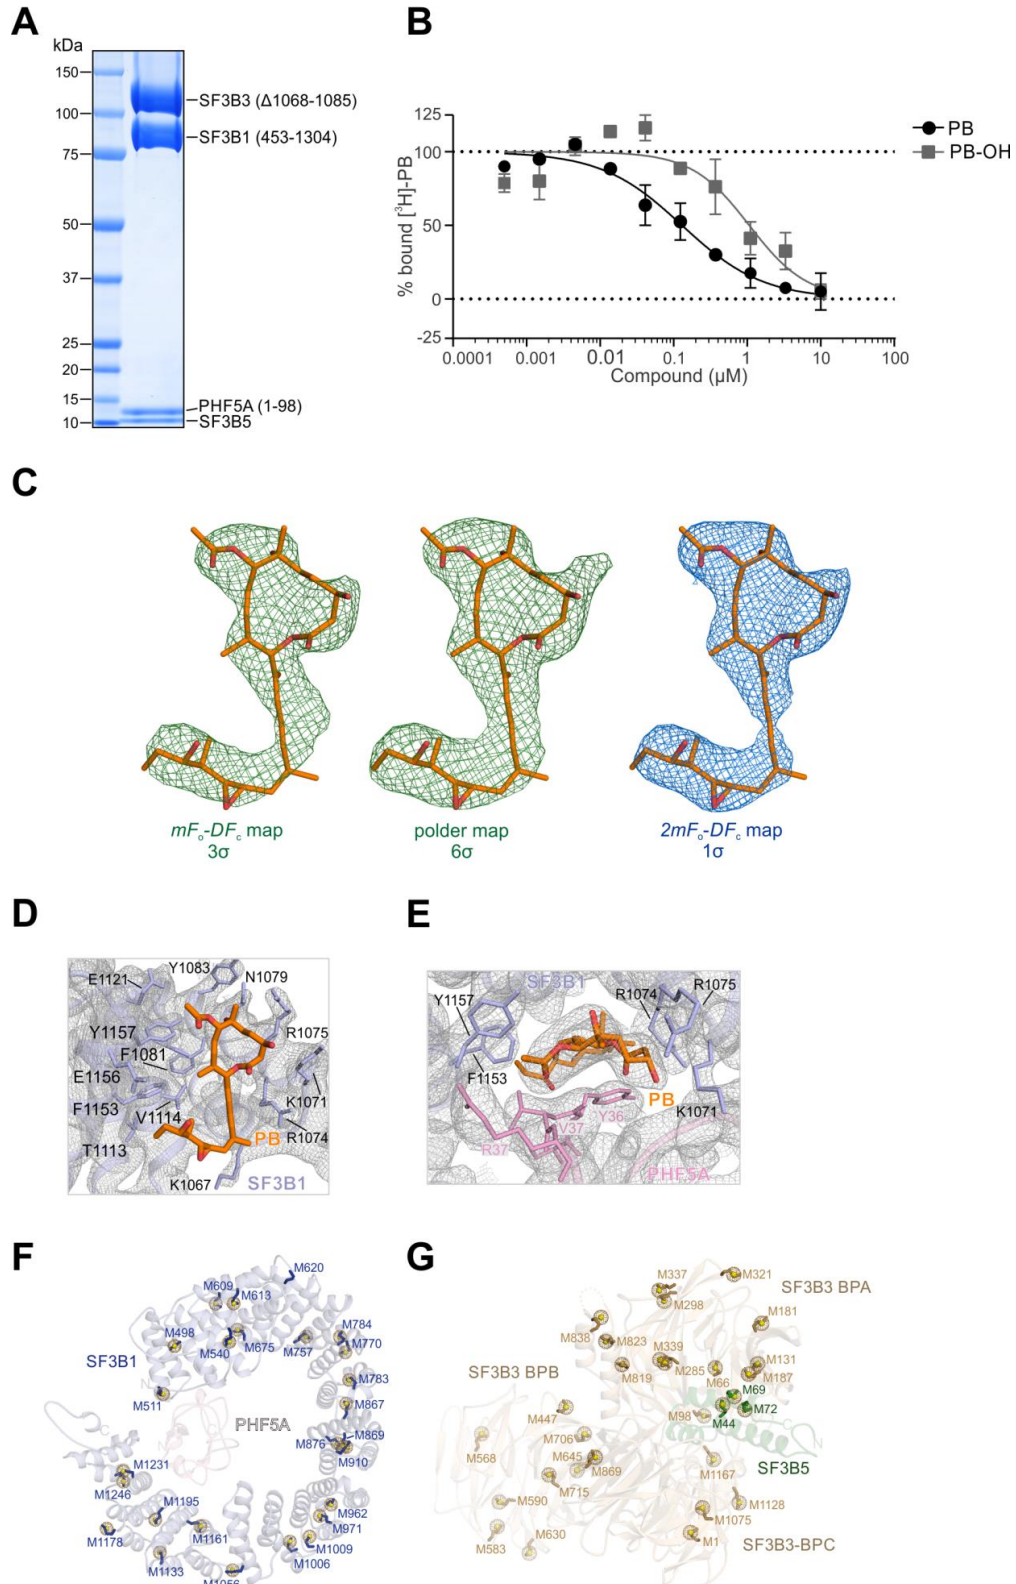 A
kDa
150
100
75
50
37
25
20
15
10
SF3B3 (Δ1068-1085)
SF3B1 (453-1304)
PHF5A (1-98)
SF3B5
B
125
100
50
0
-25
% bound [³H]-PB
0.0001 0.001 0.01 0.1 1 10 100
Compound (µM)
PB
PB-OH
C
mFₒ-DF꜀ map
3σ
polder map
6σ
2mFₒ-DF꜀ map
1σ
D
E1121
Y1083
N1079
Y1157
F1081
R1075
E1156
F1153
V1114
K1071
T1113
PB
R1074
K1067
SF3B1
E
SF3B1
R1074
R1075
Y1157
F1153
PB
K1071
Y36
V37
R37
PHF5A
F
M620
M609
M613
M498
M540
M675
M757
M784
M770
SF3B1
M783
M511
M867
PHF5A
N
C
N
M876
M869
M910
M1231
M1246
M1195
M962
M971
M1178
M1161
M1009
M1006
M1133
M1056
G
M337
M321
SF3B3 BPA
M298
M181
M838
M823
M339
M819
M285
M131
M187
SF3B3 BPB
M66
M69
M72
M447
M98
M44
M568
M706
M645
M869
N
SF3B5
M715
M1167
M590
M1128
M1075
M583
M630
M1
SF3B3-BPC